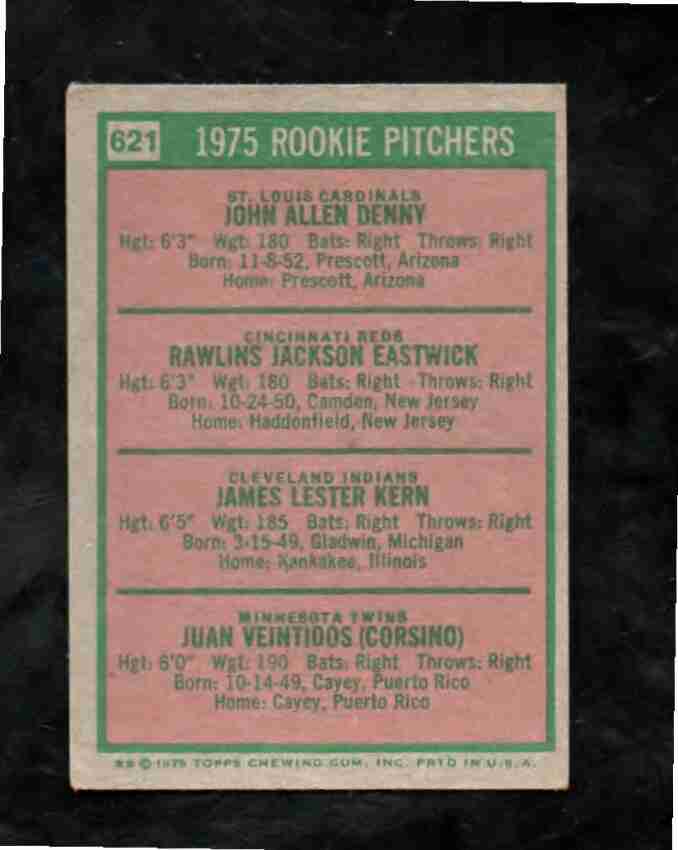 621
1975 ROOKIE PITCHERS
ST. LOUIS CARDINALS
JOHN ALLEN DENNY
Hgt: 6'3" Wgt: 180 Bats: Right Throws: Right
Born: 11-8-52, Prescott, Arizona
Home: Prescott, Arizona
CINCINNATI REDS
RAWLINS JACKSON EASTWICK
Hgt: 6'3" Wgt: 180 Bats: Right Throws: Right
Born: 10-24-50, Camden, New Jersey
Home: Haddonfield, New Jersey
CLEVELAND INDIANS
JAMES LESTER KERN
Hgt: 6'5" Wgt: 185 Bats: Right Throws: Right
Born: 3-15-49, Gladwin, Michigan
Home: Kankakee, Illinois
MINNESOTA TWINS
JUAN VEINTIDOS (CORSINO)
Hgt: 6'0" Wgt: 190 Bats: Right Throws: Right
Born: 10-14-49, Cayey, Puerto Rico
Home: Cayey, Puerto Rico
** © 1975 TOPPS CHEWING GUM, INC. PRTD IN U.S.A.